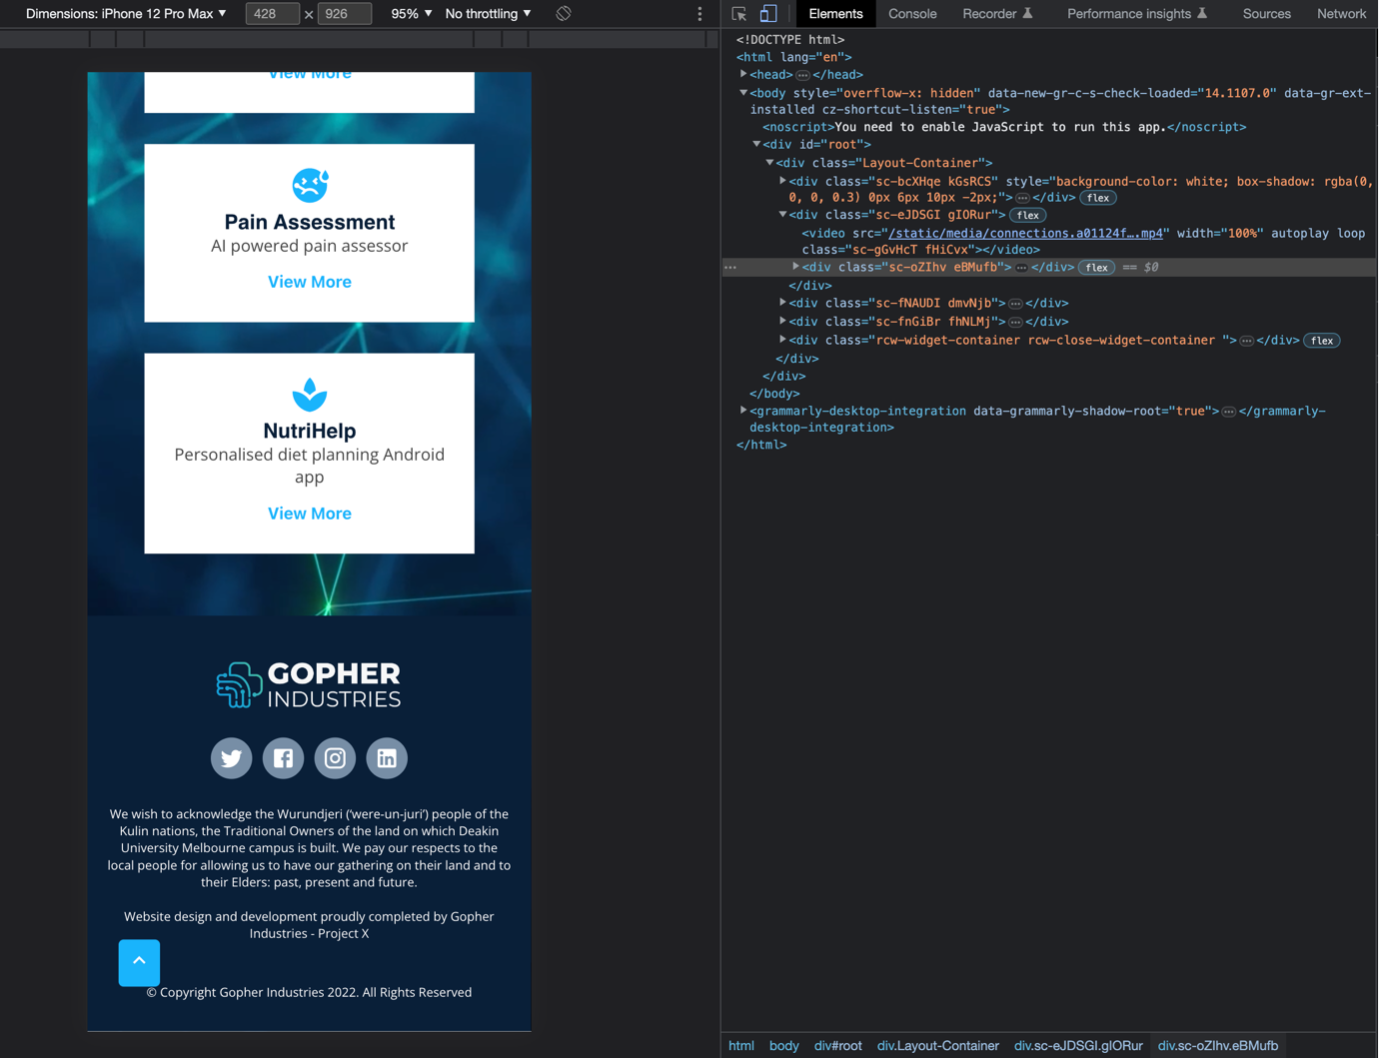 Dimensions: iPhone 12 Pro Max ▼ 428 × 926 95% ▼ No throttling ▼
View More
Pain Assessment
AI powered pain assessor
View More
NutriHelp
Personalised diet planning Android
app
View More
GOPHER
INDUSTRIES
We wish to acknowledge the Wurundjeri (‘were-un-juri’) people of the
Kulin nations, the Traditional Owners of the land on which Deakin
University Melbourne campus is built. We pay our respects to the
local people for allowing us to have our gathering on their land and to
their Elders: past, present and future.
Website design and development proudly completed by Gopher
Industries - Project X
© Copyright Gopher Industries 2022. All Rights Reserved
Elements Console Recorder Performance insights Sources Network
<!DOCTYPE html>
<html lang="en">
▶<head>…</head>
▼<body style="overflow-x: hidden" data-new-gr-c-s-check-loaded="14.1107.0" data-gr-ext-
installed cz-shortcut-listen="true">
<noscript>You need to enable JavaScript to run this app.</noscript>
▼<div id="root">
▼<div class="Layout-Container">
▶<div class="sc-bcXHqe kGsRCS" style="background-color: white; box-shadow: rgba(0,
0, 0, 0.3) 0px 6px 10px -2px;">…</div> flex
▼<div class="sc-eJDSGI gIORur"> flex
<video src="/static/media/connections.a01124f….mp4" width="100%" autoplay loop
class="sc-gGvHcT fHiCvx"></video>
… ▶<div class="sc-oZIhv eBMufb">…</div> flex == $0
</div>
▶<div class="sc-fNAUDI dmvNjb">…</div>
▶<div class="sc-fnGiBr fhNLMj">…</div>
▶<div class="rcw-widget-container rcw-close-widget-container ">…</div> flex
</div>
</div>
</body>
▶<grammarly-desktop-integration data-grammarly-shadow-root="true">…</grammarly-
desktop-integration>
</html>
html body div#root div.Layout-Container div.sc-eJDSGI.gIORur div.sc-oZIhv.eBMufb